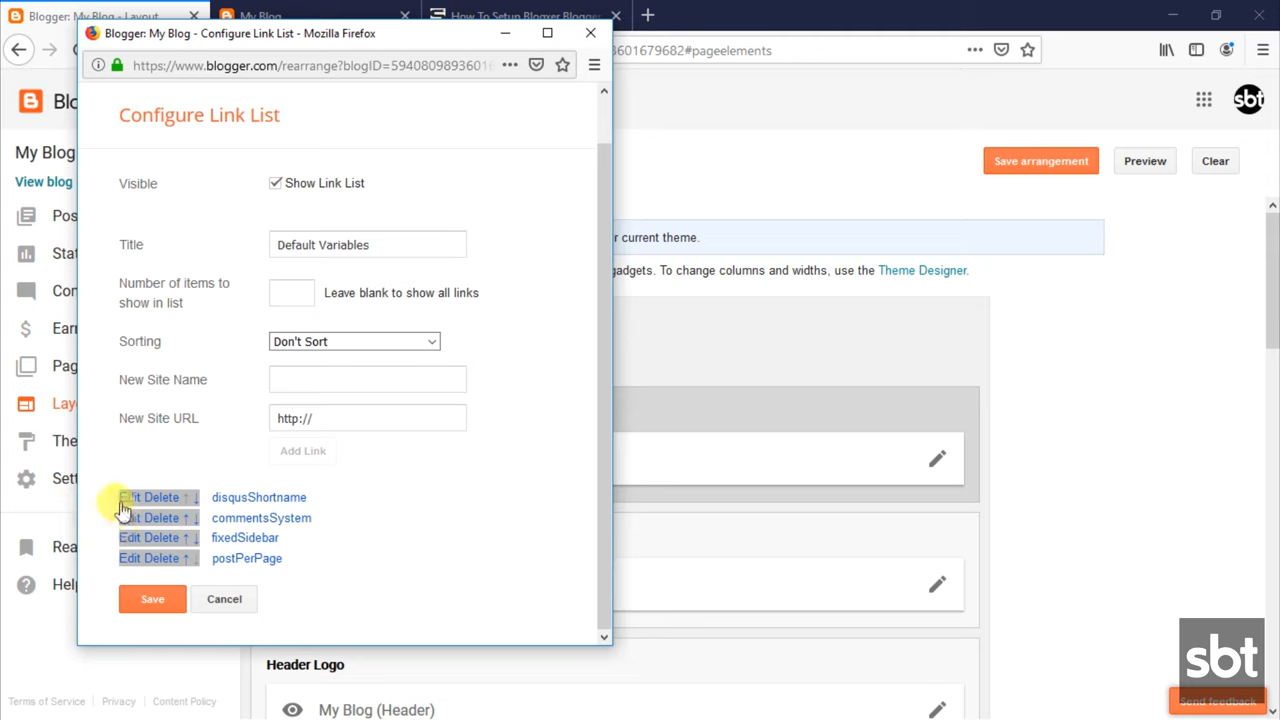 Blogger: My Blog - Layout
My Blog
How To Setup Blogxer Blogger
Blogger: My Blog - Configure Link List - Mozilla Firefox
https://www.blogger.com/rearrange?blogID=59408098936016
3601679682#pageelements
Configure Link List
Visible
Show Link List
Title
Default Variables
Number of items to
show in list
Leave blank to show all links
Sorting
Don't Sort
New Site Name
New Site URL
http://
Add Link
Edit Delete ↑ ↓ disqusShortname
Edit Delete ↑ ↓ commentsSystem
Edit Delete ↑ ↓ fixedSidebar
Edit Delete ↑ ↓ postPerPage
Save
Cancel
Blo
My Blog
View blog
Pos
Stat
Con
Earn
Pag
Layo
The
Sett
Rea
Help
Terms of Service
Privacy
Content Policy
sbt
Save arrangement
Preview
Clear
r current theme.
gadgets. To change columns and widths, use the Theme Designer.
Header Logo
My Blog (Header)
sbt
Send feedback